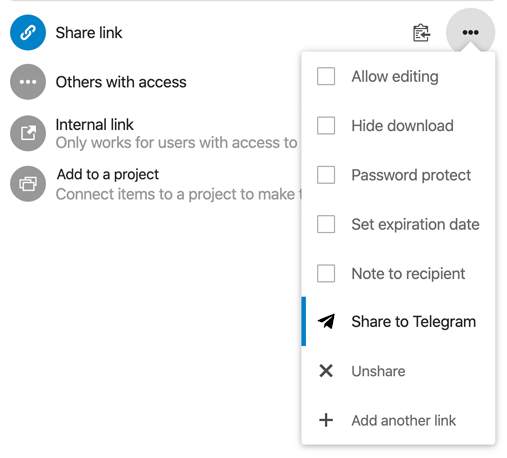 Share link
Others with access
Internal link
Only works for users with access to
Add to a project
Connect items to a project to make
Allow editing
Hide download
Password protect
Set expiration date
Note to recipient
Share to Telegram
Unshare
Add another link